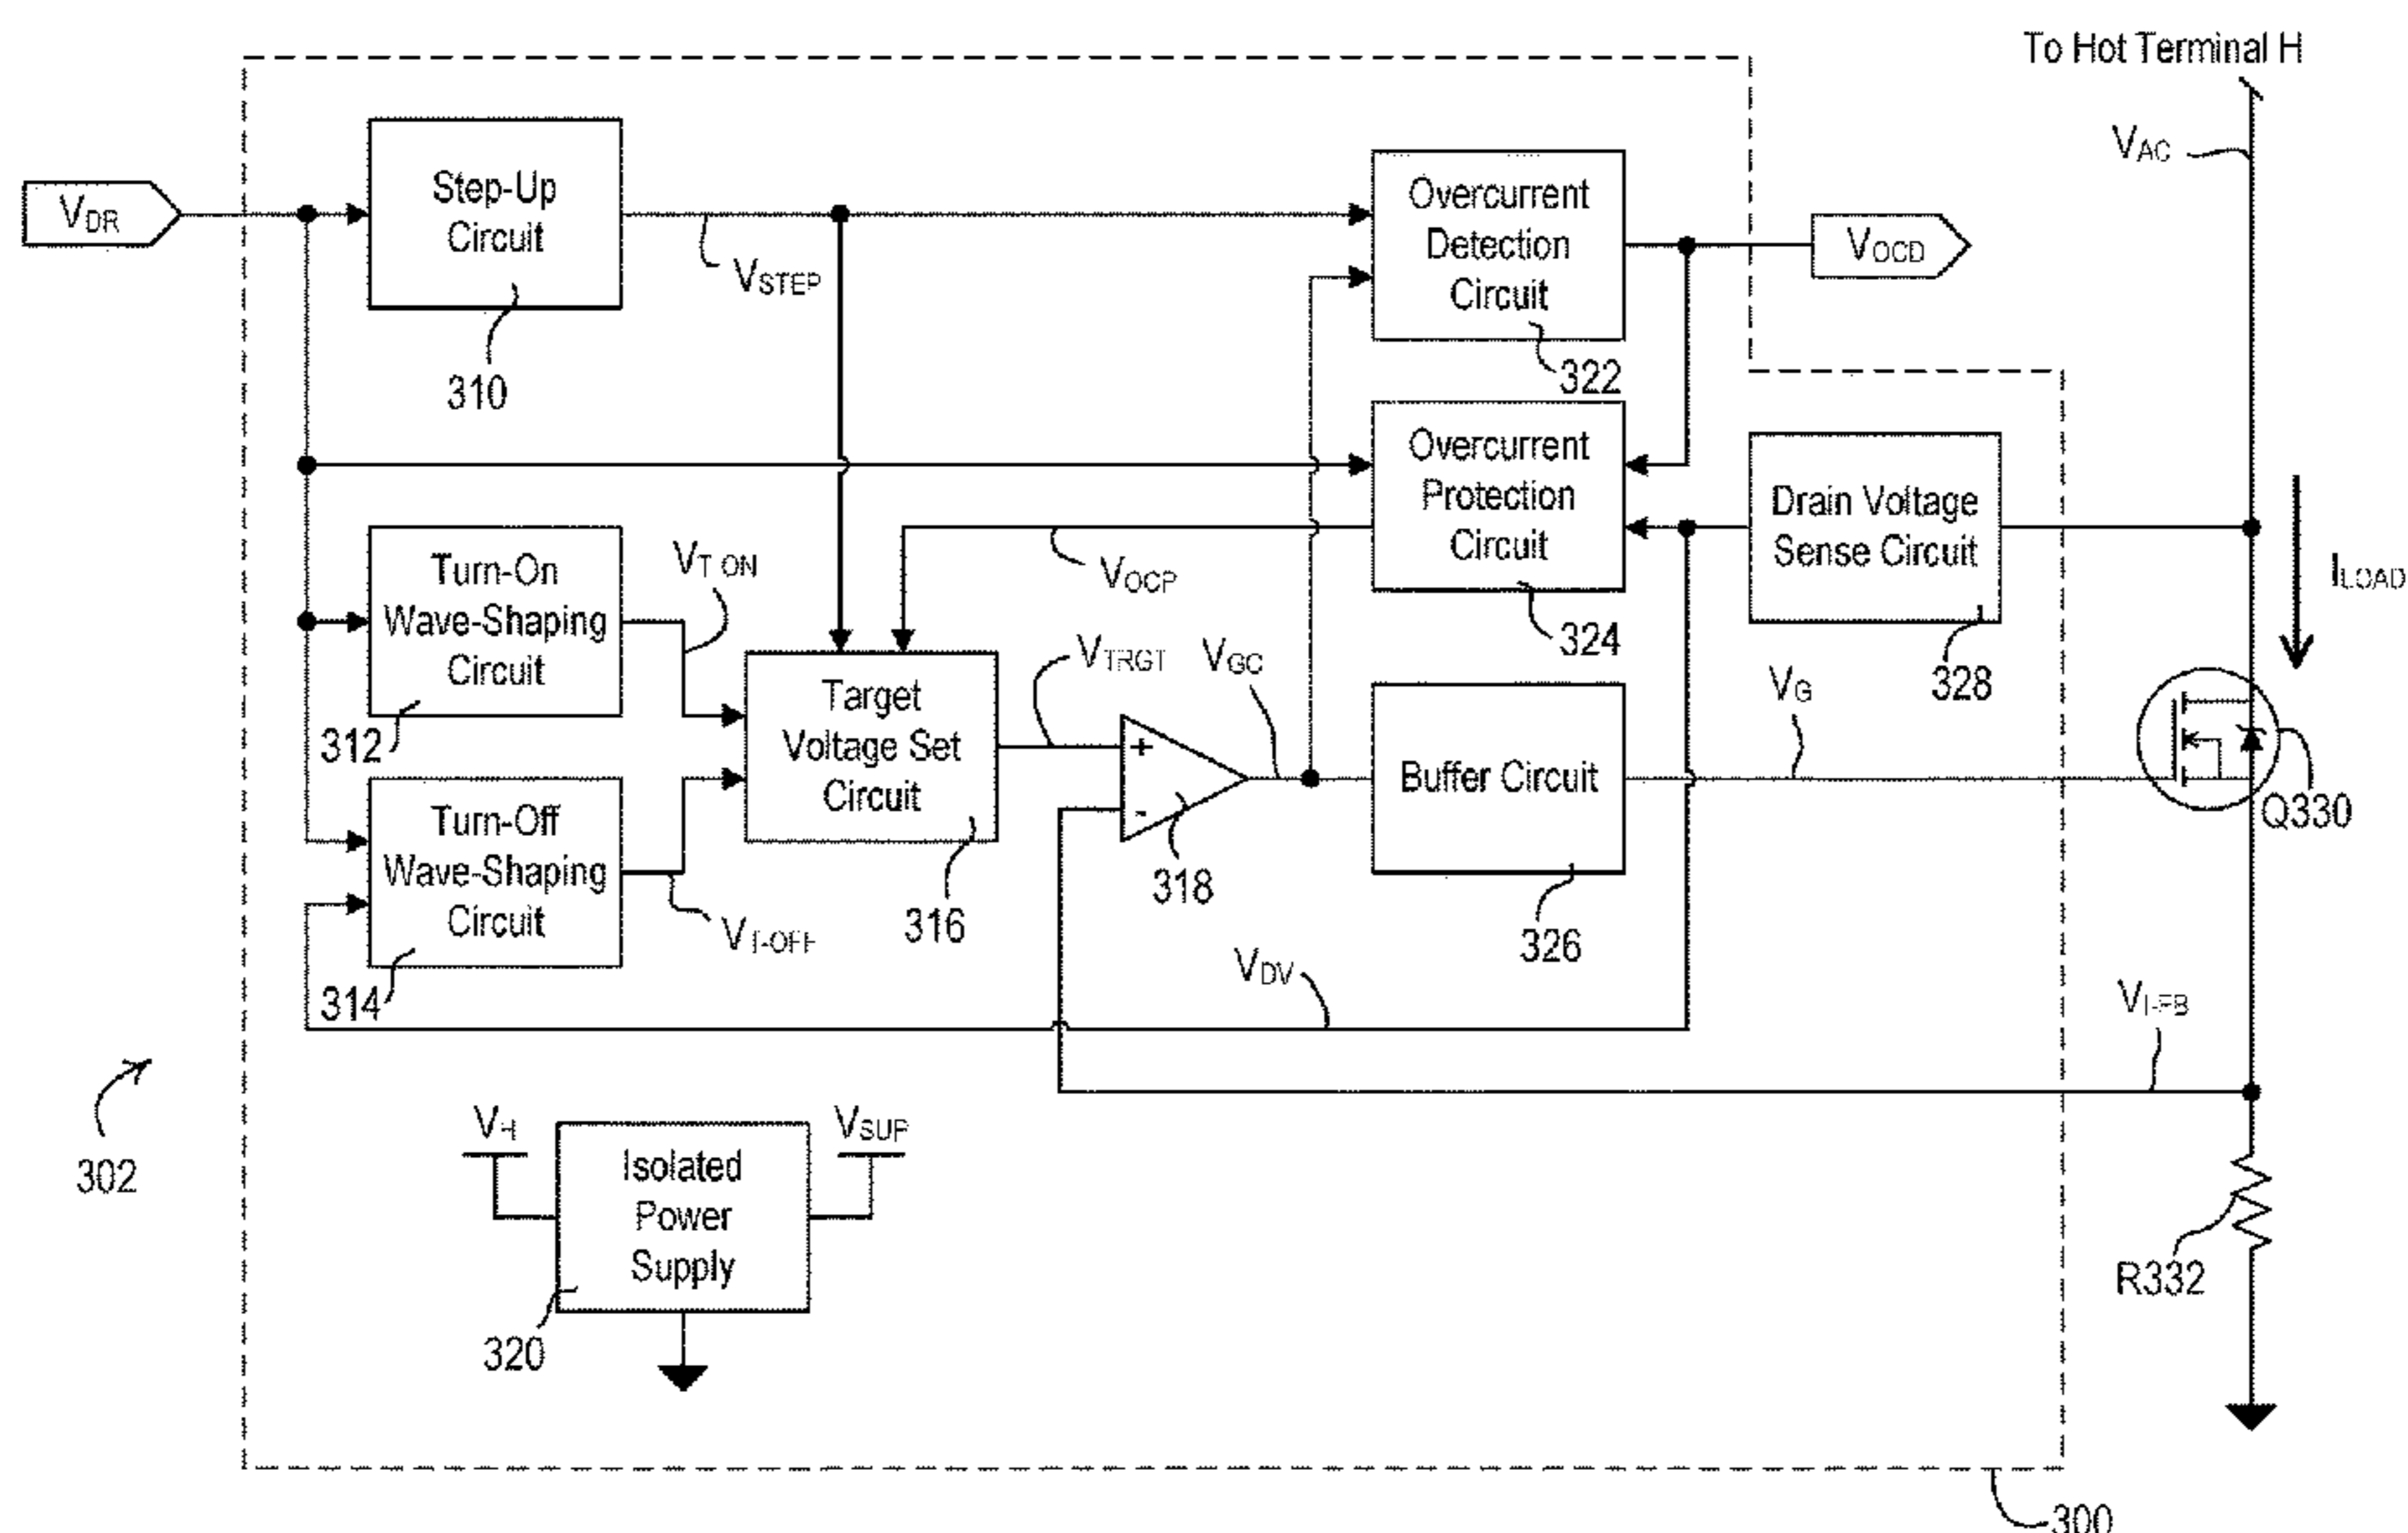 To Hot Terminal H
VAC
VDR
Step-Up
Circuit
310
VSTEP
Overcurrent
Detection
Circuit
322
VOCD
Overcurrent
Protection
Circuit
324
VOCP
Drain Voltage
Sense Circuit
328
ILOAD
Turn-On
Wave-Shaping
Circuit
312
VT ON
Target
Voltage Set
Circuit
316
VTRGT
+
-
318
VGC
Buffer Circuit
326
VG
Q330
Turn-Off
Wave-Shaping
Circuit
314
VT-OFF
VDV
VI-FB
302
VH
Isolated
Power
Supply
320
VSUP
R332
300